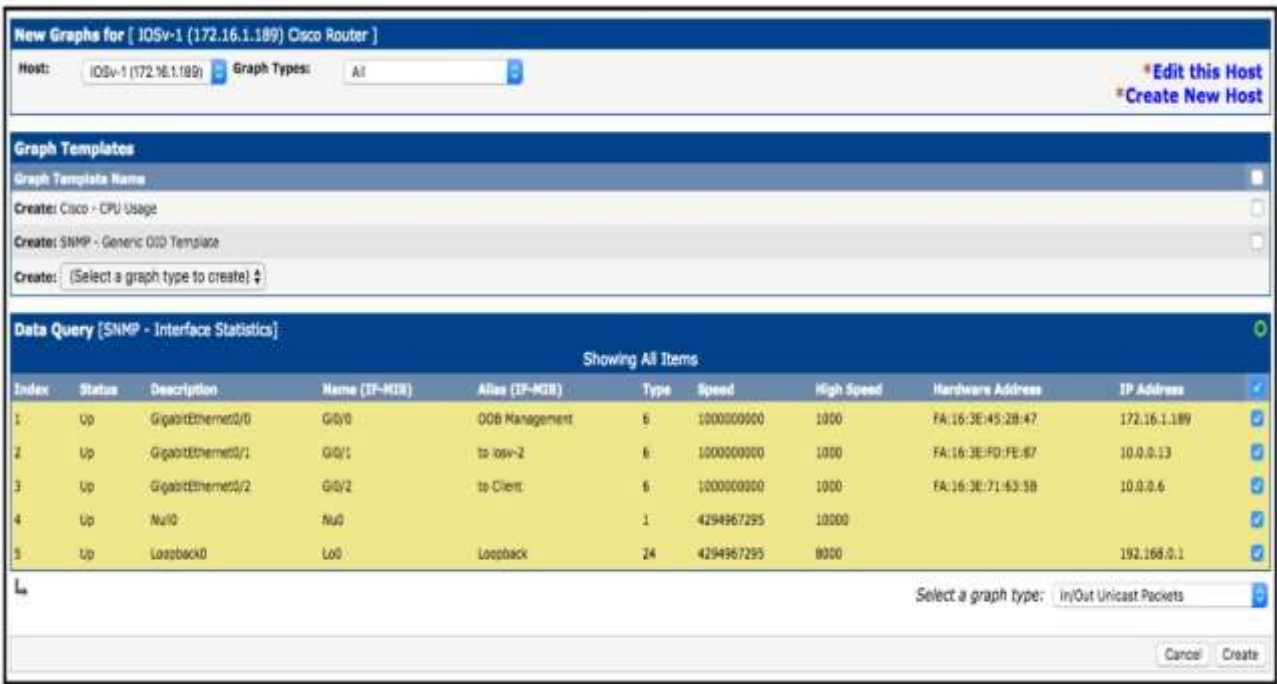 New Graphs for [ IOSv-1 (172.16.1.189) Cisco Router ]
Host: IOSv-1 (172.16.1.189) Graph Types: All
*Edit this Host
*Create New Host
Graph Templates
Graph Template Name
Create: Cisco - CPU Usage
Create: SNMP - Generic OID Template
Create: (Select a graph type to create)
Data Query [SNMP - Interface Statistics]
Showing All Items
Index Status Description Name (IF-MIB) Alias (IF-MIB) Type Speed High Speed Hardware Address IP Address
1 Up GigabitEthernet0/0 Gi0/0 OOB Management 6 1000000000 1000 FA:16:3E:45:2B:47 172.16.1.189
2 Up GigabitEthernet0/1 Gi0/1 to iosv-2 6 1000000000 1000 FA:16:3E:FD:FE:87 10.0.0.13
3 Up GigabitEthernet0/2 Gi0/2 to Client 6 1000000000 1000 FA:16:3E:71:63:5B 10.0.0.6
4 Up Null0 Nu0 1 4294967295 10000
5 Up Loopback0 Lo0 Loopback 24 4294967295 8000 192.168.0.1
Select a graph type: In/Out Unicast Packets
Cancel Create